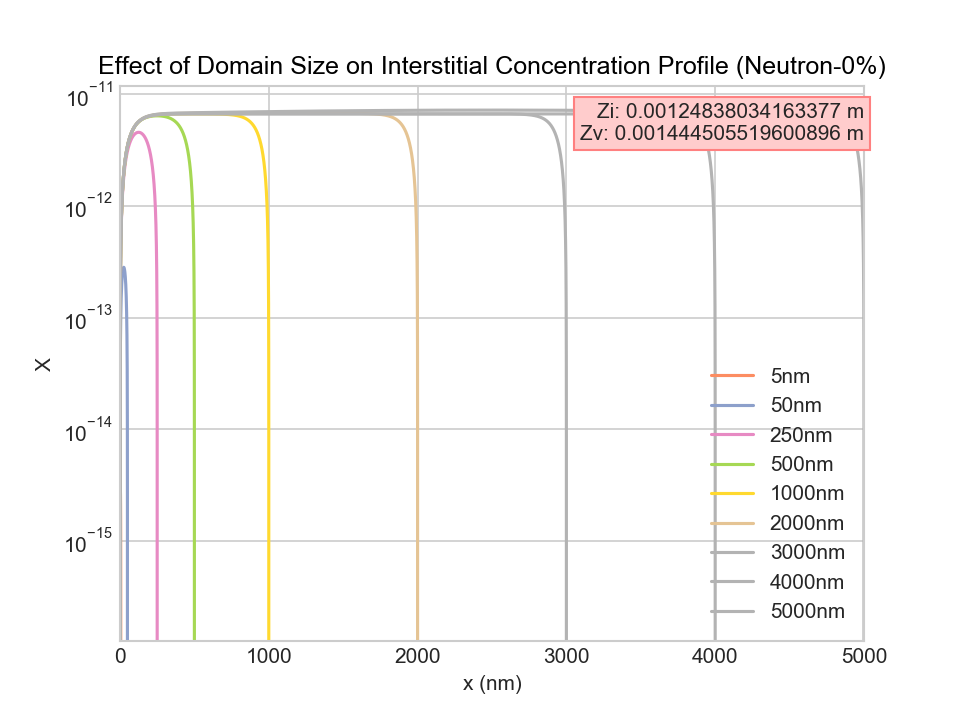 Effect of Domain Size on Interstitial Concentration Profile (Neutron-0%)
Zi: 0.00124838034163377 m
Zv: 0.0014444505519600896 m
10⁻¹¹
10⁻¹²
10⁻¹³
10⁻¹⁴
10⁻¹⁵
X
5nm
50nm
250nm
500nm
1000nm
2000nm
3000nm
4000nm
5000nm
0 1000 2000 3000 4000 5000
x (nm)